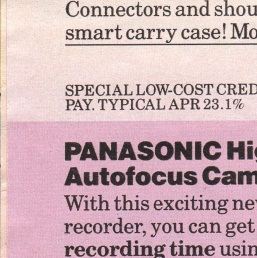 Connectors and shou
smart carry case! Mo
SPECIAL LOW-COST CRED
PAY. TYPICAL APR 23.1%
PANASONIC Hig
Autofocus Cam
With this exciting ne
recorder, you can get
recording time usin